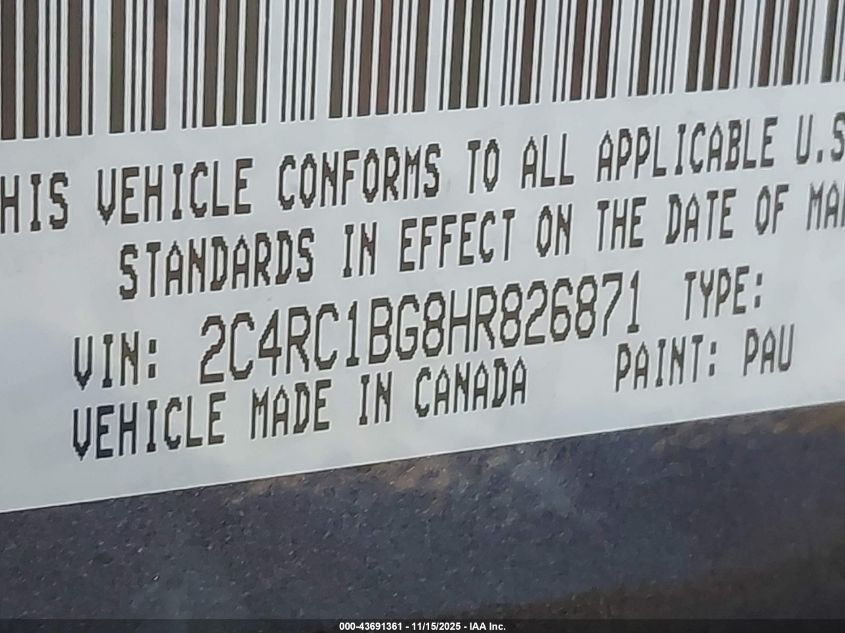 HIS VEHICLE CONFORMS TO ALL APPLICABLE U.S
STANDARDS IN EFFECT ON THE DATE OF MA
VIN: 2C4RC1BG8HR826871 TYPE:
VEHICLE MADE IN CANADA PAINT: PAU
000-43691361 - 11/15/2025 - IAA Inc.